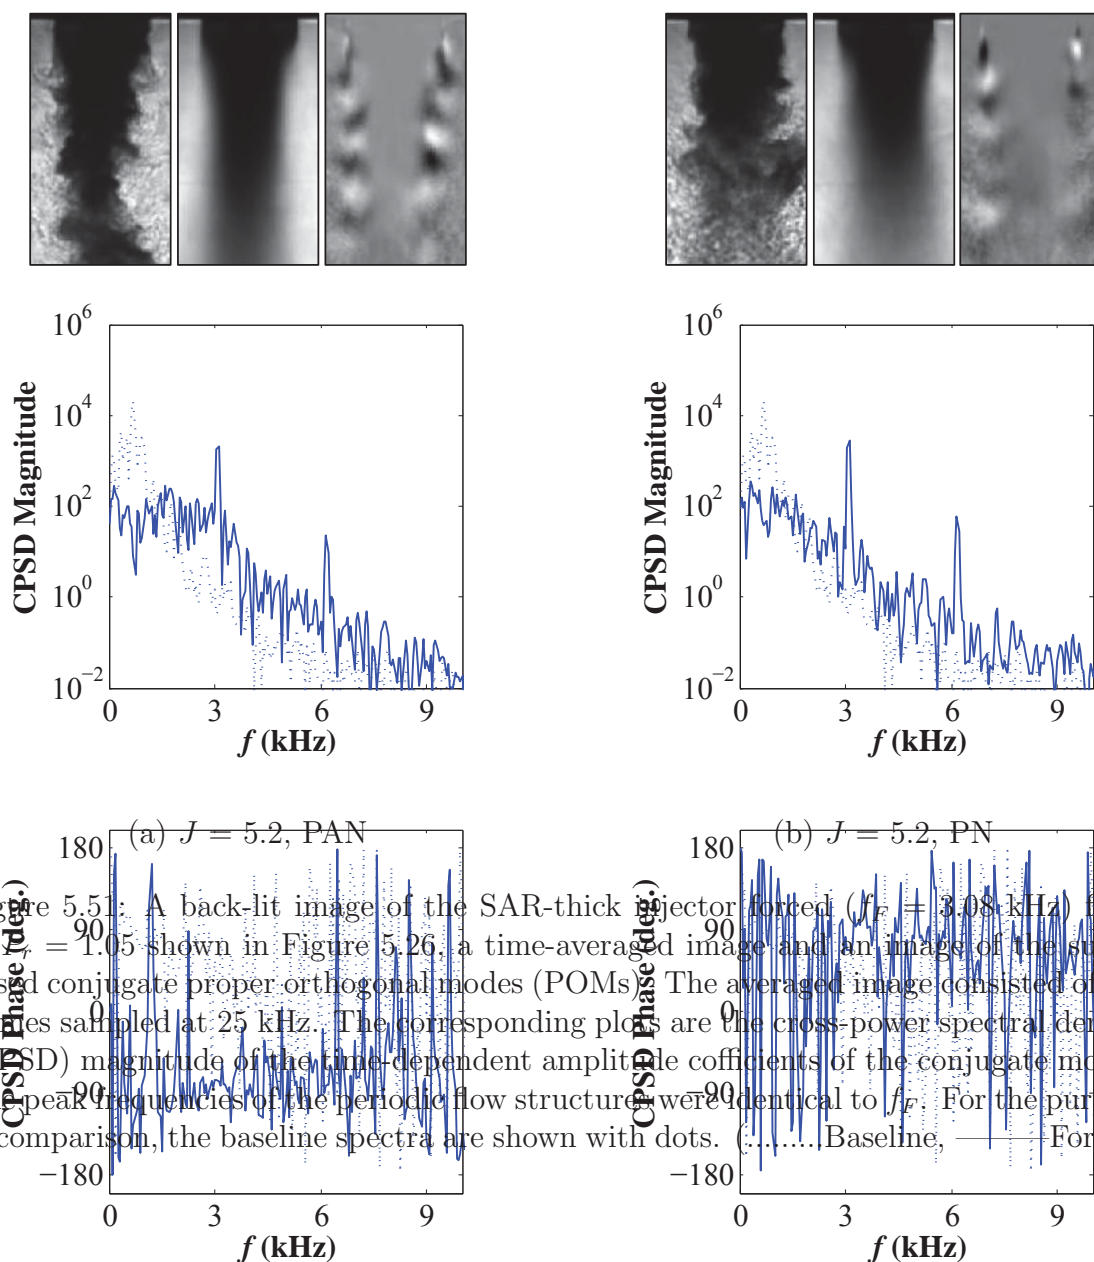 10^6
10^4
10^2
10^0
10^−2
CPSD Magnitude
0 3 6 9
f (kHz)
10^6
10^4
10^2
10^0
10^−2
CPSD Magnitude
0 3 6 9
f (kHz)
(a) J = 5.2, PAN
(b) J = 5.2, PN
180
90
0
−90
−180
CPSD Phase (deg.)
0 3 6 9
f (kHz)
180
90
0
−90
−180
CPSD Phase (deg.)
0 3 6 9
f (kHz)
5.51: A back-lit image of the SAR-thick injector forced (f_F = 3.08 kHz)
= 1.05 shown in Figure 5.26, a time-averaged image and an image of the
conjugate proper orthogonal modes (POMs). The averaged image consisted of
sampled at 25 kHz. The corresponding plots are the cross-power spectral
magnitude of the time-dependent amplitude cofficients of the conjugate
peak frequencies of the periodic flow structures were identical to f_F. For the
comparison, the baseline spectra are shown with dots. (.........Baseline, ———For